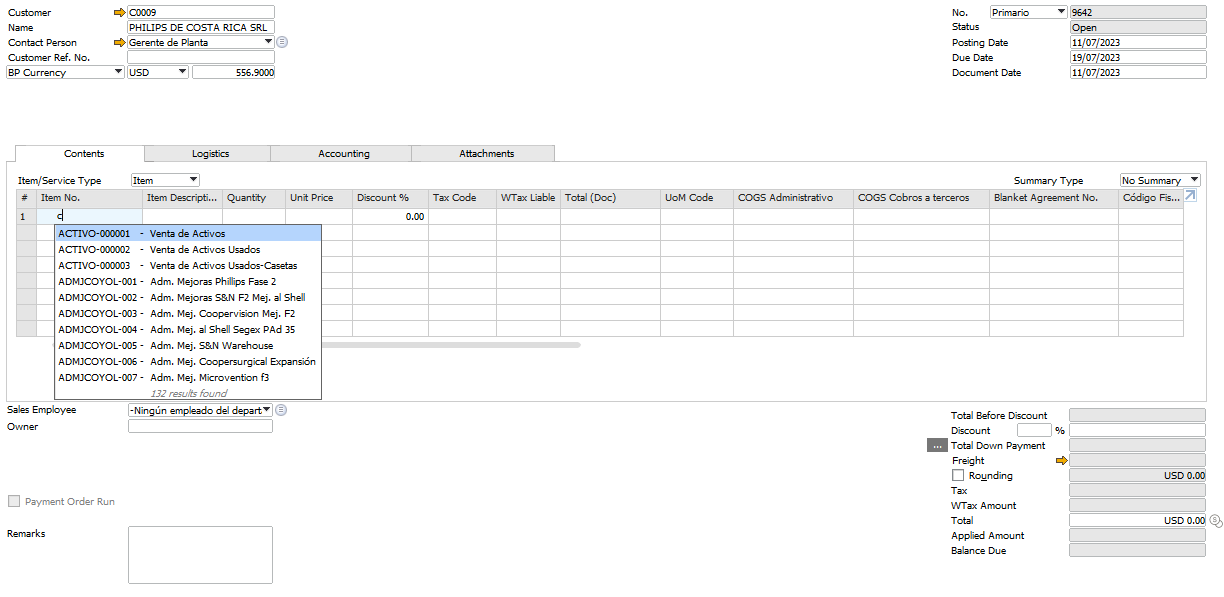 Customer C0009
Name PHILIPS DE COSTA RICA SRL
Contact Person Gerente de Planta
Customer Ref. No.
BP Currency USD 556.9000
No. Primario 9642
Status Open
Posting Date 11/07/2023
Due Date 19/07/2023
Document Date 11/07/2023
Contents Logistics Accounting Attachments
Item/Service Type Item Summary Type No Summary
# Item No. Item Descripti... Quantity Unit Price Discount % Tax Code WTax Liable Total (Doc) UoM Code COGS Administrativo COGS Cobros a terceros Blanket Agreement No. Código Fis...
1 c 0.00
ACTIVO-000001 - Venta de Activos
ACTIVO-000002 - Venta de Activos Usados
ACTIVO-000003 - Venta de Activos Usados-Casetas
ADMJCOYOL-001 - Adm. Mejoras Phillips Fase 2
ADMJCOYOL-002 - Adm. Mejoras S&N F2 Mej. al Shell
ADMJCOYOL-003 - Adm. Mej. Coopervision Mej. F2
ADMJCOYOL-004 - Adm. Mej. al Shell Segex PAd 35
ADMJCOYOL-005 - Adm. Mej. S&N Warehouse
ADMJCOYOL-006 - Adm. Mej. Coopersurgical Expansión
ADMJCOYOL-007 - Adm. Mej. Microvention f3
132 results found
Sales Employee -Ningún empleado del depart
Owner
Payment Order Run
Remarks
Total Before Discount
Discount %
... Total Down Payment
Freight
Rounding USD 0.00
Tax
WTax Amount
Total USD 0.00
Applied Amount
Balance Due